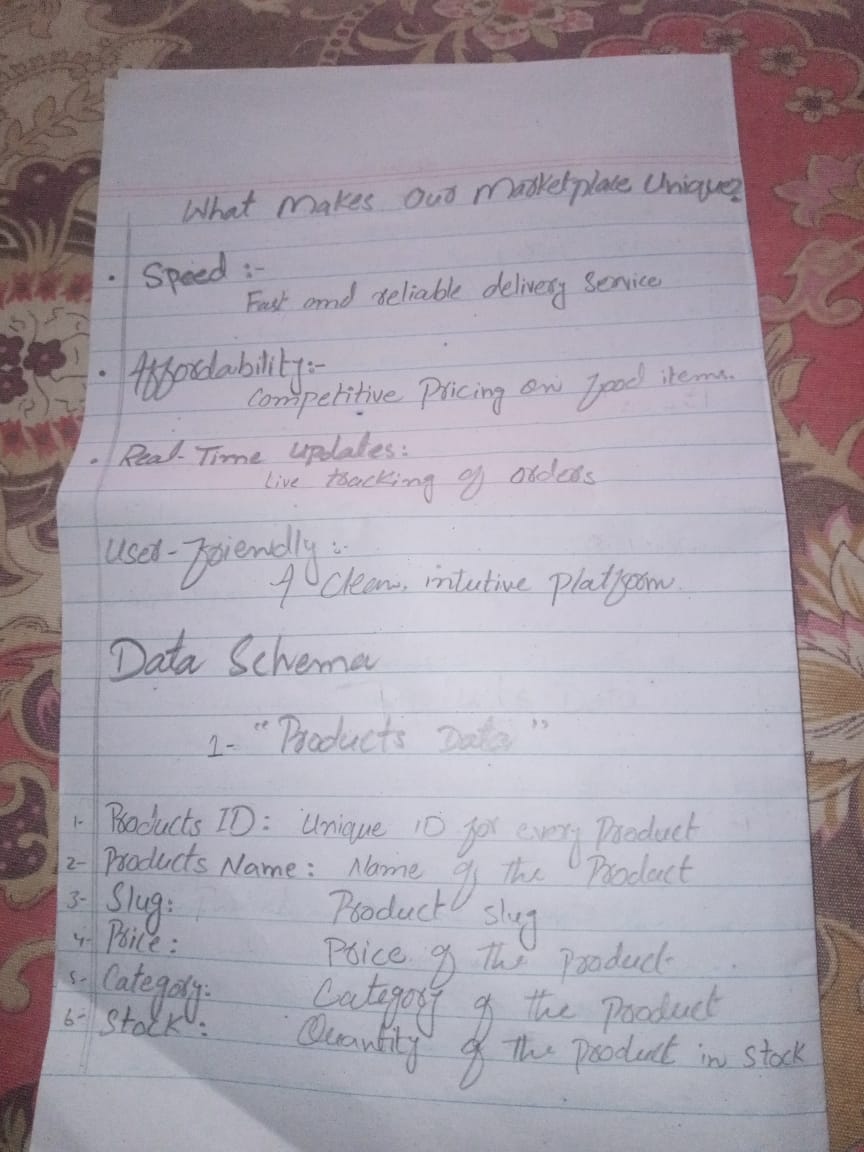 What Makes Our Marketplace Unique?
• Speed :-
Fast and reliable delivery Service
• Affordability:-
Competitive Pricing on food items.
• Real-Time updates:
Live tracking of orders
User-friendly :-
A Clean, intutive Platform.
Data Schema
1- "Products Data"
1- Products ID: Unique ID for every Product
2- Products Name: Name of the Product
3- Slug: Product slug
4- Price: Price of the product
5- Category: Category of the product
6- Stock: Quantity of the product in stock